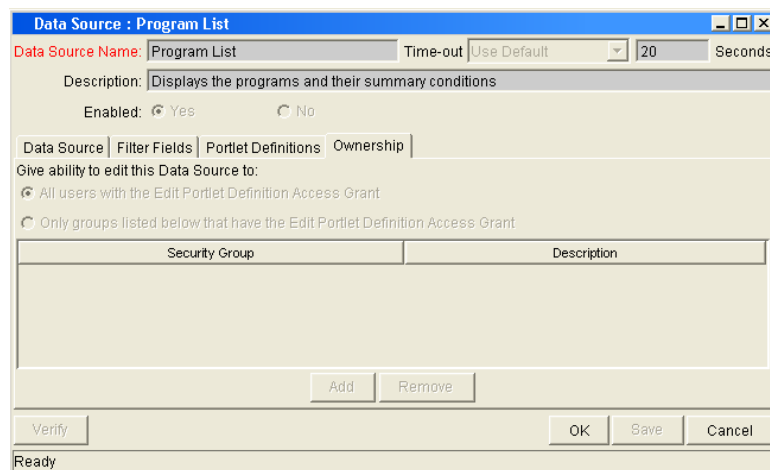 Data Source : Program List
Data Source Name: Program List Time-out Use Default 20 Seconds
Description: Displays the programs and their summary conditions
Enabled: Yes No
Data Source Filter Fields Portlet Definitions Ownership
Give ability to edit this Data Source to:
All users with the Edit Portlet Definition Access Grant
Only groups listed below that have the Edit Portlet Definition Access Grant
Security Group Description
Add Remove
Verify OK Save Cancel
Ready